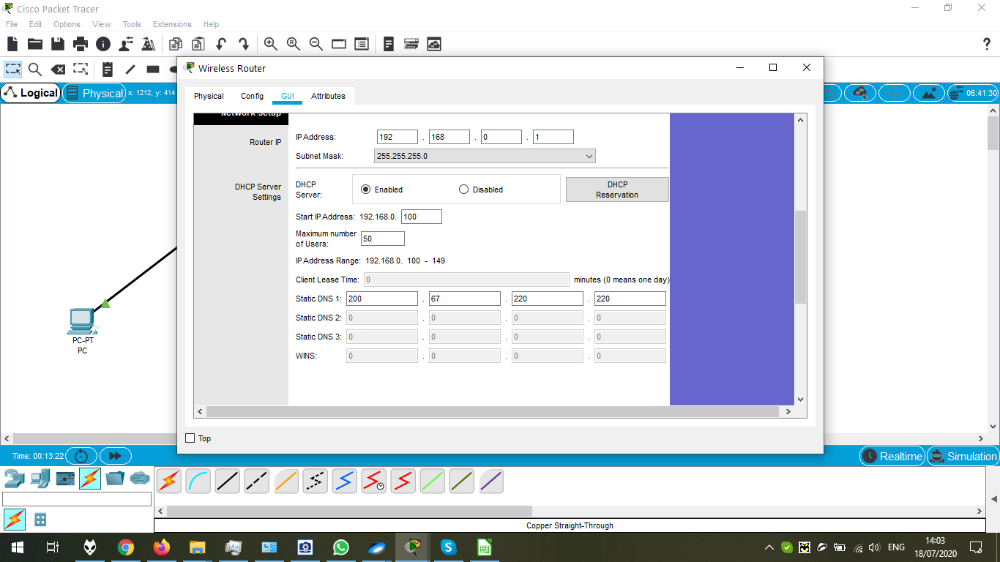 Cisco Packet Tracer
File Edit Options View Tools Extensions Help
?
Wireless Router
Logical
Physical
x: 1212, y: 414
06:41:30
Physical Config GUI Attributes
Network Setup
Router IP
IP Address: 192 . 168 . 0 . 1
Subnet Mask: 255.255.255.0
DHCP Server
Settings
DHCP
Server:
Enabled Disabled
DHCP
Reservation
Start IP Address: 192.168.0. 100
Maximum number
of Users:
50
IP Address Range: 192.168.0. 100 - 149
Client Lease Time: 0 minutes (0 means one day)
Static DNS 1: 200 . 67 . 220 . 220
Static DNS 2: 0 . 0 . 0 . 0
Static DNS 3: 0 . 0 . 0 . 0
WINS: 0 . 0 . 0 . 0
PC-PT
PC
Top
Time: 00:13:22
Realtime Simulation
Copper Straight-Through
ENG
14:03
18/07/2020